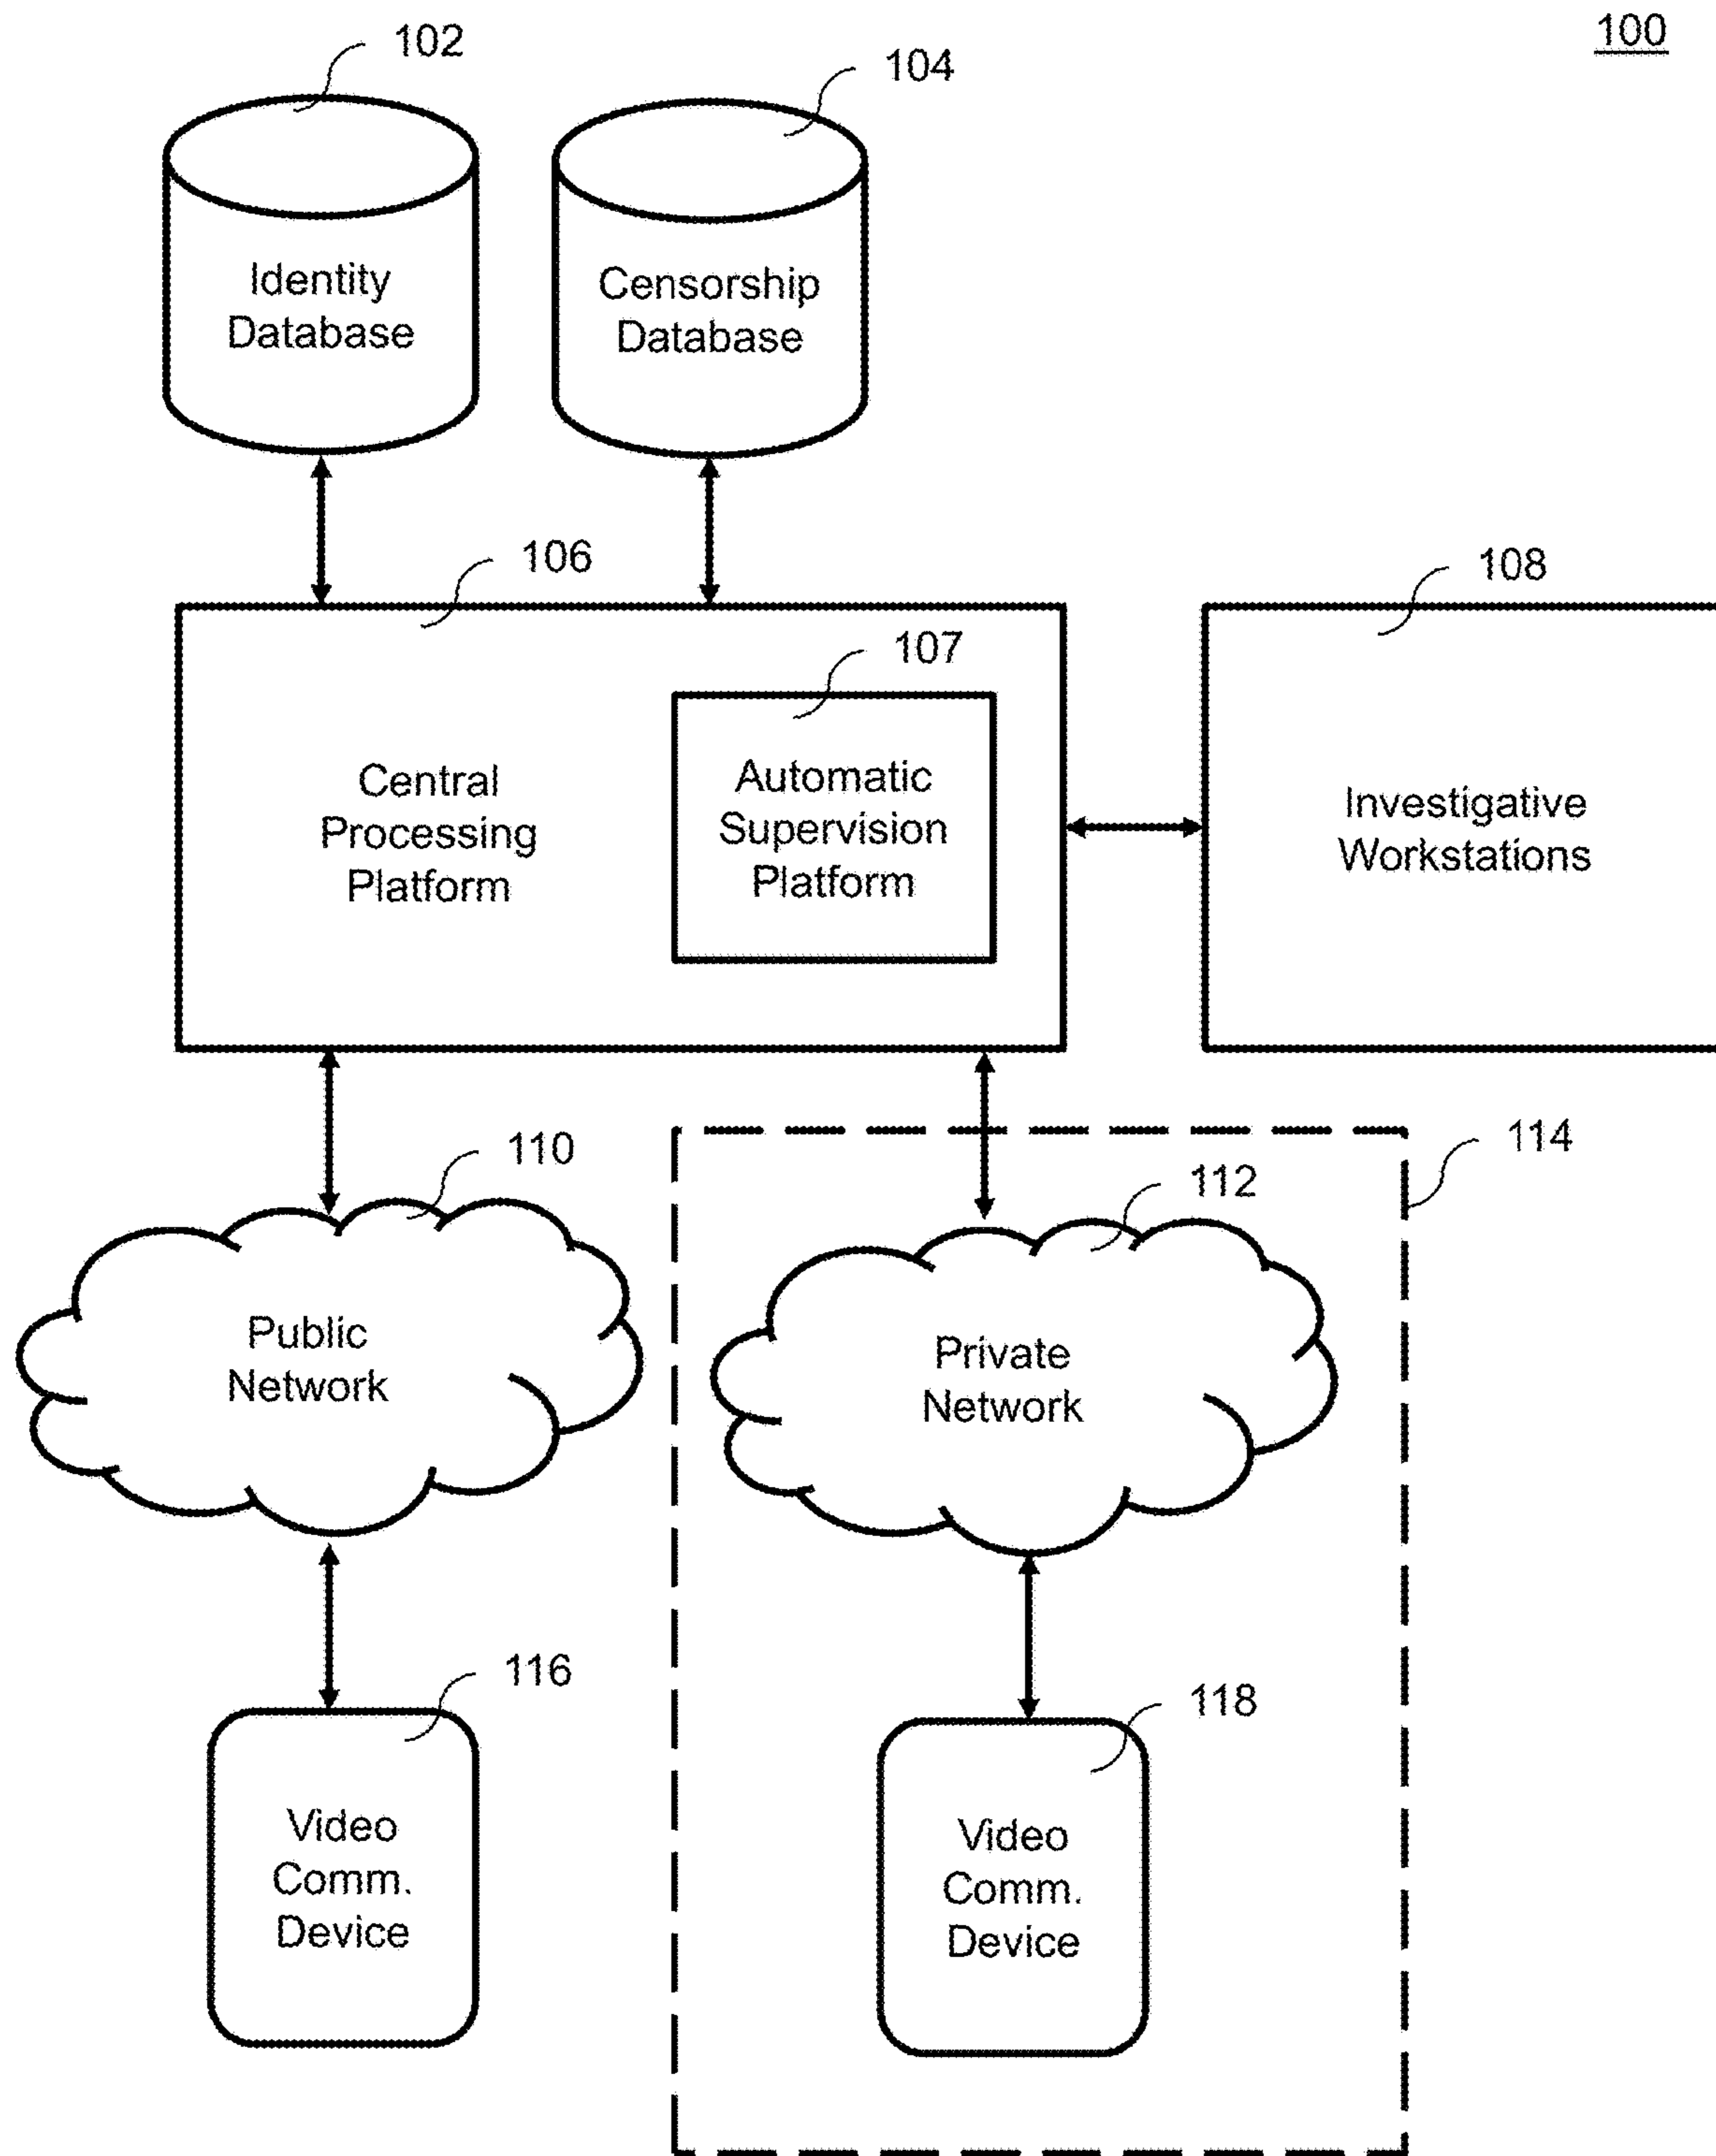 100
102
104
Identity
Database
Censorship
Database
106
108
107
Central
Processing
Platform
Automatic
Supervision
Platform
Investigative
Workstations
110
114
112
Public
Network
Private
Network
116
118
Video
Comm.
Device
Video
Comm.
Device